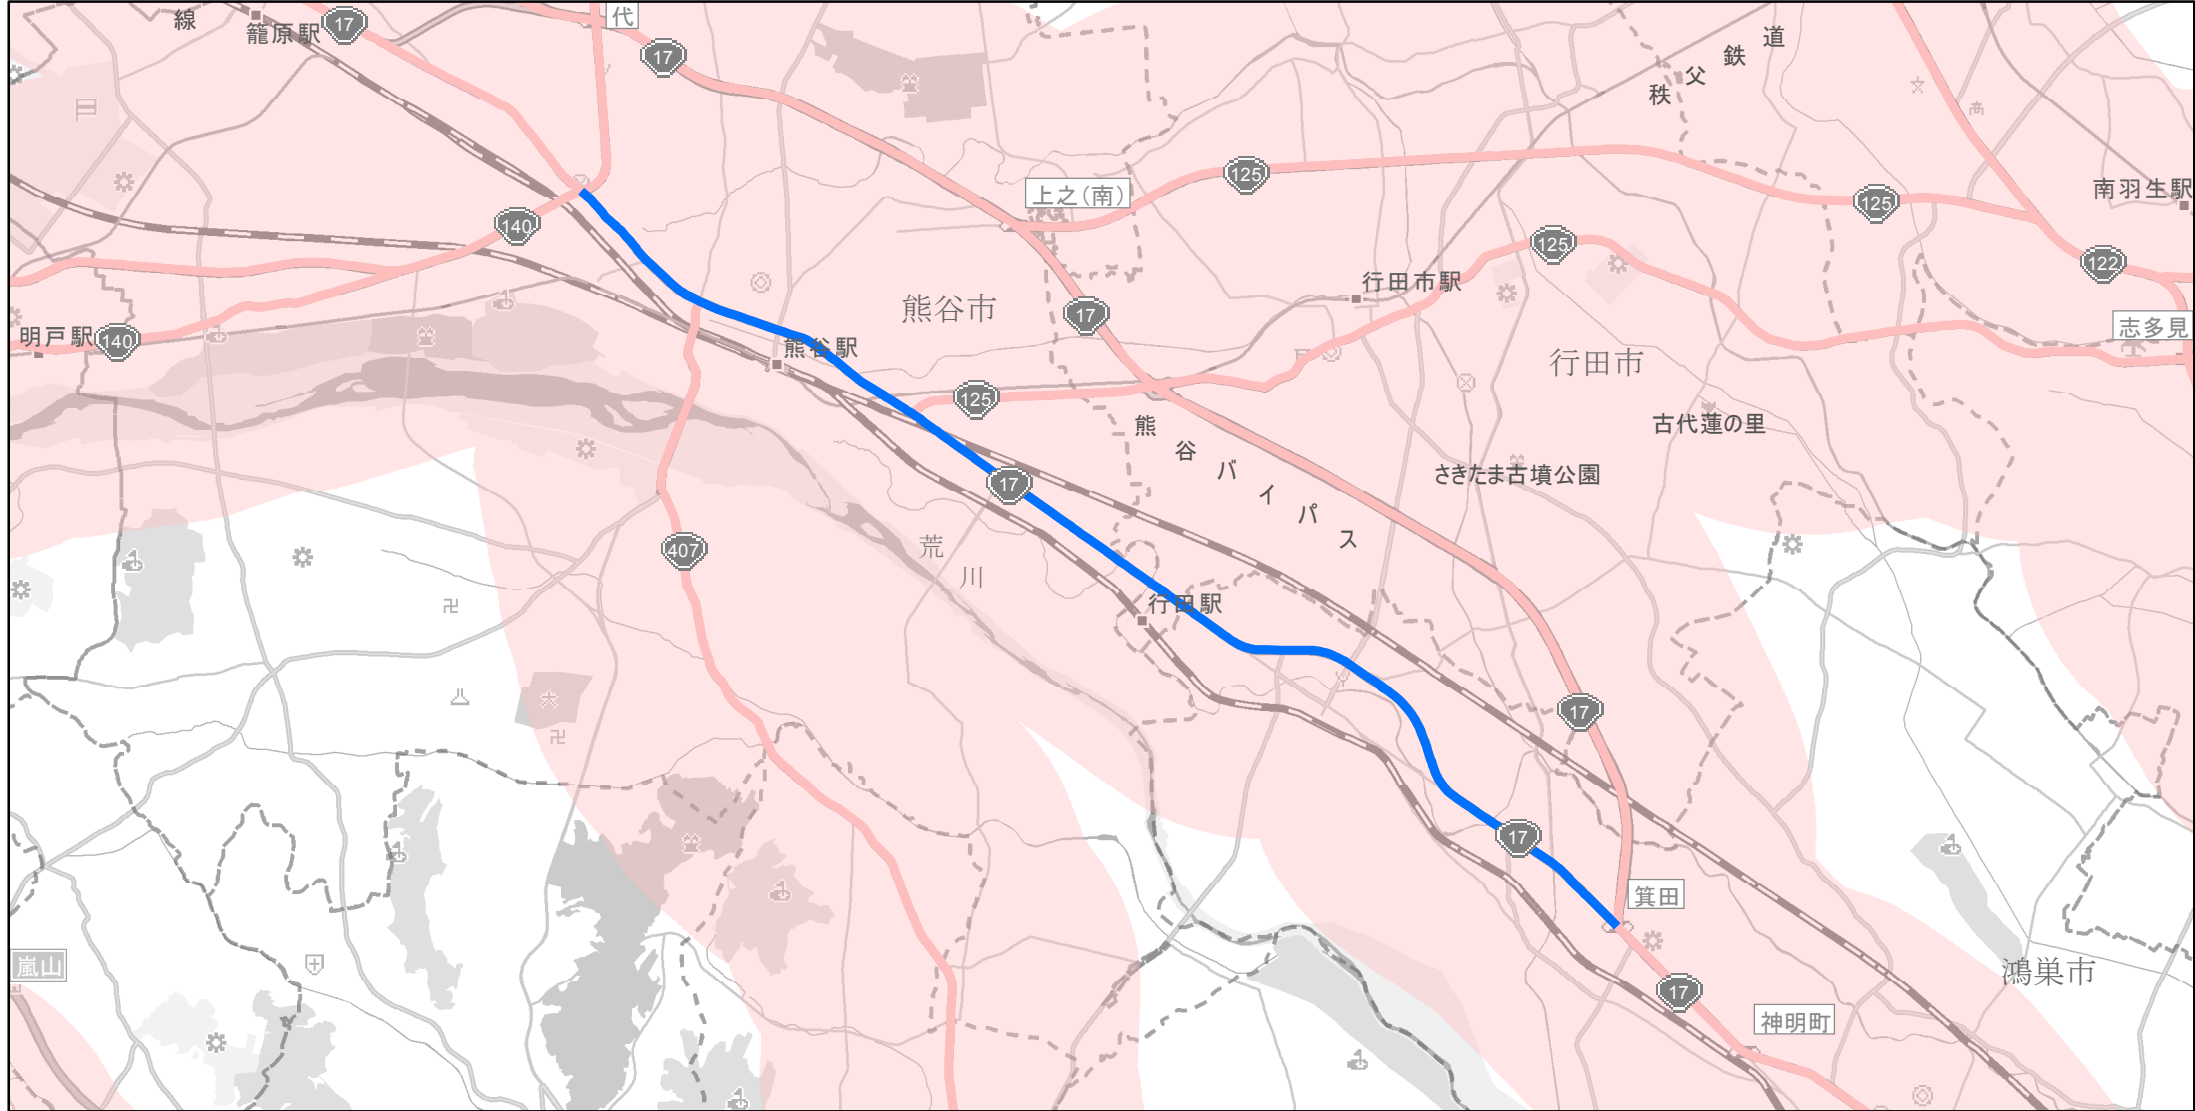 線
籠原駅
17
代
17
秩父鉄道
上之(南)
125
125
南羽生駅
140
125
122
行田市駅
熊谷市
17
志多見
明戸駅
140
熊谷駅
行田市
125
熊谷バイパス
古代蓮の里
さきたま古墳公園
17
荒川
407
行田駅
17
17
箕田
嵐山
17
鴻巣市
神明町